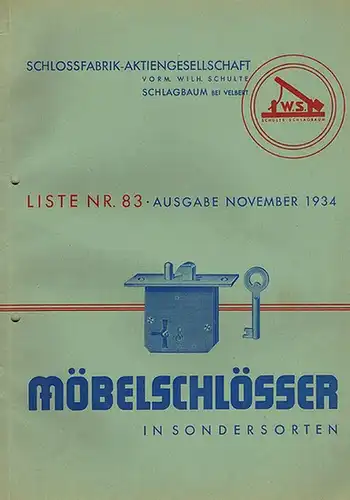 SCHLOSSFABRIK-AKTIENGESELLSCHAFT
VORM. WILH. SCHULTE
SCHLAGBAUM BEI VELBERT
W.S.
SCHULTE SCHLAGBAUM
LISTE NR. 83 · AUSGABE NOVEMBER 1934
MÖBELSCHLÖSSER
IN SONDERSORTEN